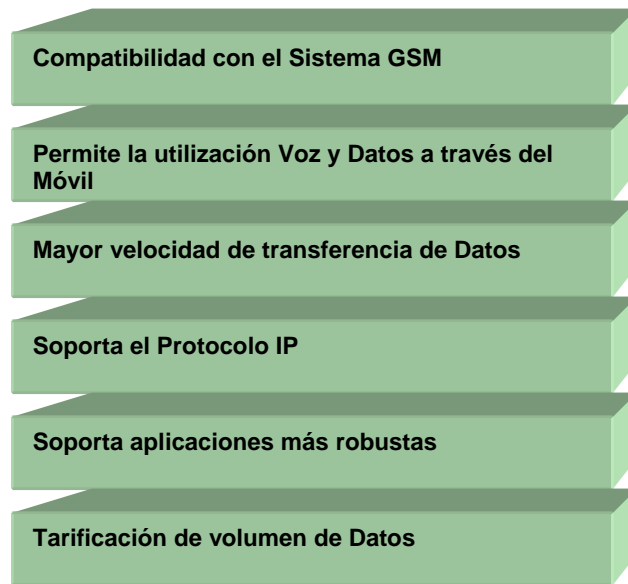 Compatibilidad con el Sistema GSM
Permite la utilización Voz y Datos a través del
Móvil
Mayor velocidad de transferencia de Datos
Soporta el Protocolo IP
Soporta aplicaciones más robustas
Tarificación de volumen de Datos